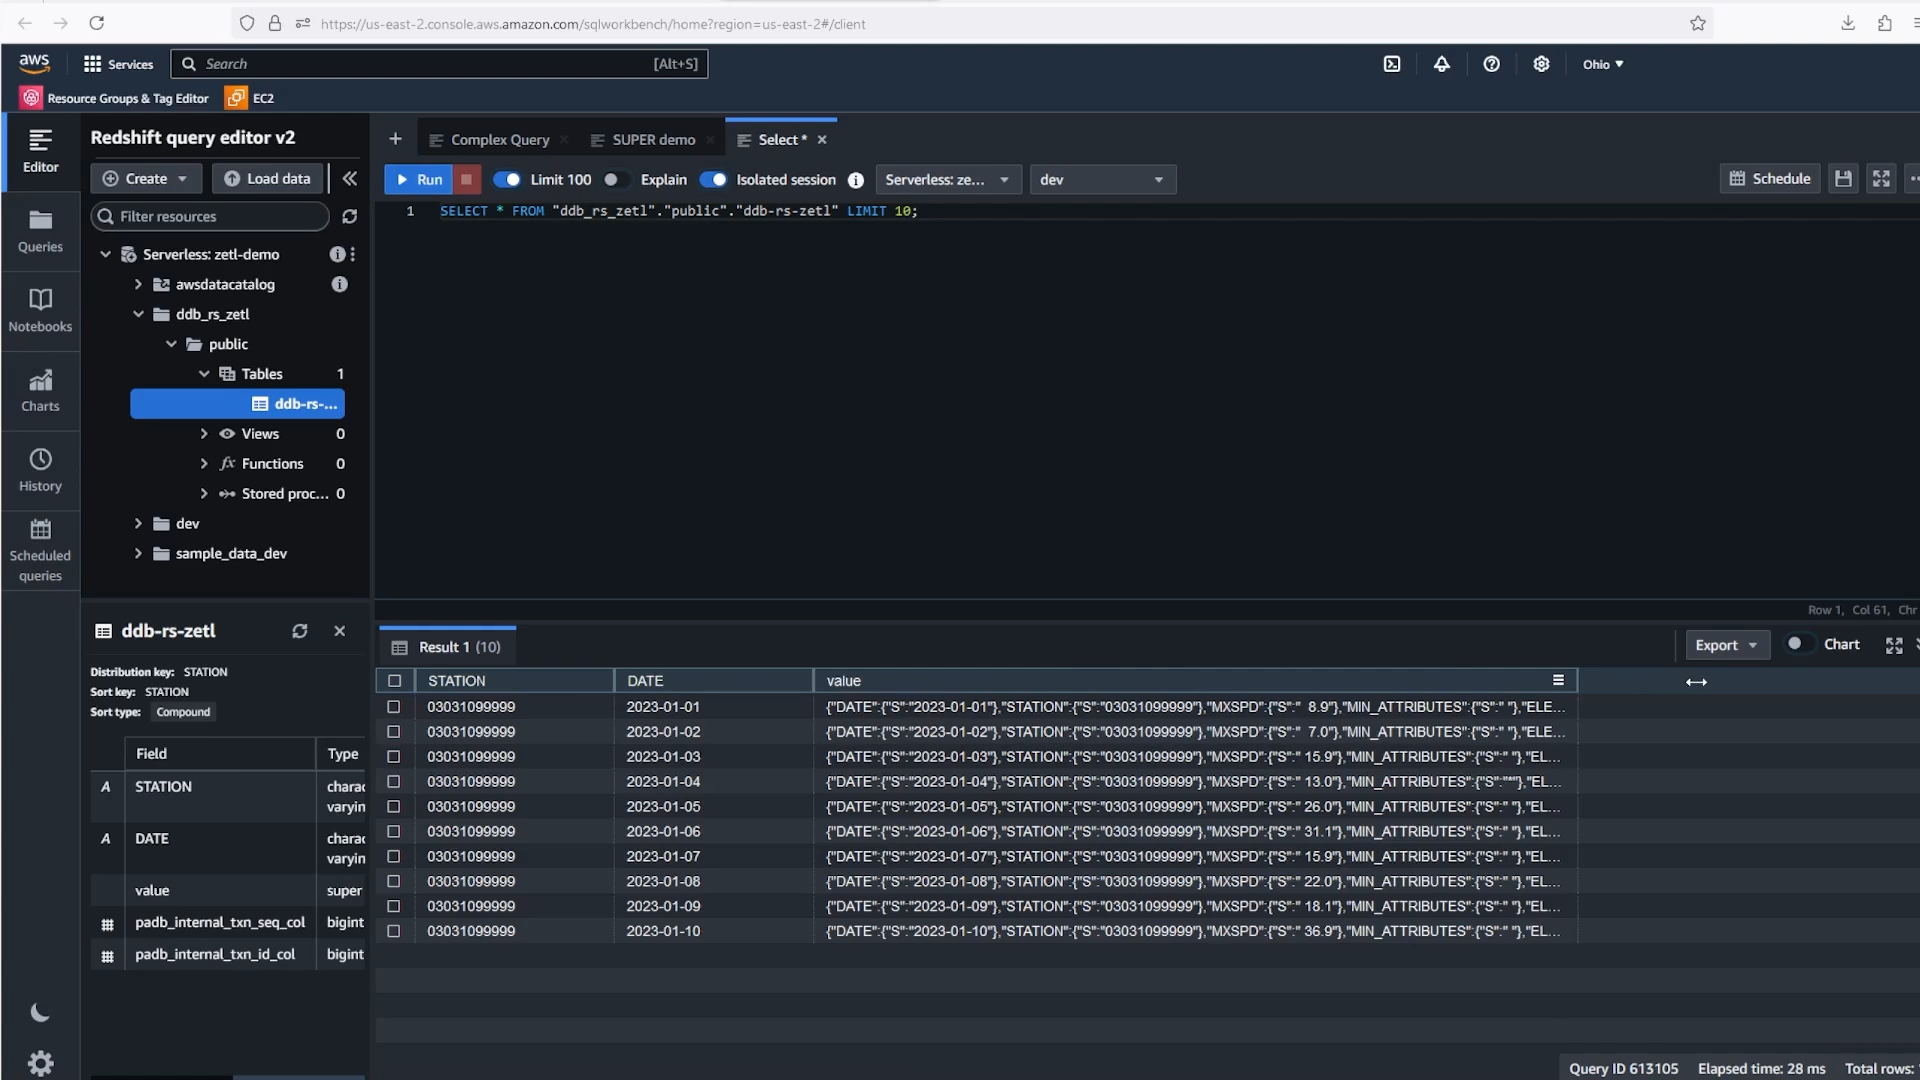 https://us-east-2.console.aws.amazon.com/sqlworkbench/home?region=us-east-2#/client
aws
Services
Search
[Alt+S]
Ohio
Resource Groups & Tag Editor
EC2
Editor
Queries
Notebooks
Charts
History
Scheduled
queries
Redshift query editor v2
Create
Load data
Filter resources
Serverless: zetl-demo
awsdatacatalog
ddb_rs_zetl
public
Tables 1
ddb-rs-...
Views 0
Functions 0
Stored proc... 0
dev
sample_data_dev
Complex Query
SUPER demo
Select *
Run
Limit 100
Explain
Isolated session
Serverless: ze...
dev
Schedule
1 SELECT * FROM "ddb_rs_zetl"."public"."ddb-rs-zetl" LIMIT 10;
Row 1, Col 61, Chr
ddb-rs-zetl
Distribution key: STATION
Sort key: STATION
Sort type: Compound
Field Type
A STATION charac
varyin
A DATE charac
varyin
value super
padb_internal_txn_seq_col bigint
padb_internal_txn_id_col bigint
Result 1 (10)
Export
Chart
STATION DATE value
03031099999 2023-01-01 {"DATE":{"S":"2023-01-01"},"STATION":{"S":"03031099999"},"MXSPD":{"S":"  8.9"},"MIN_ATTRIBUTES":{"S":" "},"ELE...
03031099999 2023-01-02 {"DATE":{"S":"2023-01-02"},"STATION":{"S":"03031099999"},"MXSPD":{"S":"  7.0"},"MIN_ATTRIBUTES":{"S":" "},"ELE...
03031099999 2023-01-03 {"DATE":{"S":"2023-01-03"},"STATION":{"S":"03031099999"},"MXSPD":{"S":" 15.9"},"MIN_ATTRIBUTES":{"S":" "},"EL...
03031099999 2023-01-04 {"DATE":{"S":"2023-01-04"},"STATION":{"S":"03031099999"},"MXSPD":{"S":" 13.0"},"MIN_ATTRIBUTES":{"S":"*"},"EL...
03031099999 2023-01-05 {"DATE":{"S":"2023-01-05"},"STATION":{"S":"03031099999"},"MXSPD":{"S":" 26.0"},"MIN_ATTRIBUTES":{"S":" "},"EL...
03031099999 2023-01-06 {"DATE":{"S":"2023-01-06"},"STATION":{"S":"03031099999"},"MXSPD":{"S":" 31.1"},"MIN_ATTRIBUTES":{"S":" "},"EL...
03031099999 2023-01-07 {"DATE":{"S":"2023-01-07"},"STATION":{"S":"03031099999"},"MXSPD":{"S":" 15.9"},"MIN_ATTRIBUTES":{"S":" "},"EL...
03031099999 2023-01-08 {"DATE":{"S":"2023-01-08"},"STATION":{"S":"03031099999"},"MXSPD":{"S":" 22.0"},"MIN_ATTRIBUTES":{"S":" "},"EL...
03031099999 2023-01-09 {"DATE":{"S":"2023-01-09"},"STATION":{"S":"03031099999"},"MXSPD":{"S":" 18.1"},"MIN_ATTRIBUTES":{"S":" "},"EL...
03031099999 2023-01-10 {"DATE":{"S":"2023-01-10"},"STATION":{"S":"03031099999"},"MXSPD":{"S":" 36.9"},"MIN_ATTRIBUTES":{"S":" "},"EL...
Query ID 613105 Elapsed time: 28 ms Total rows: